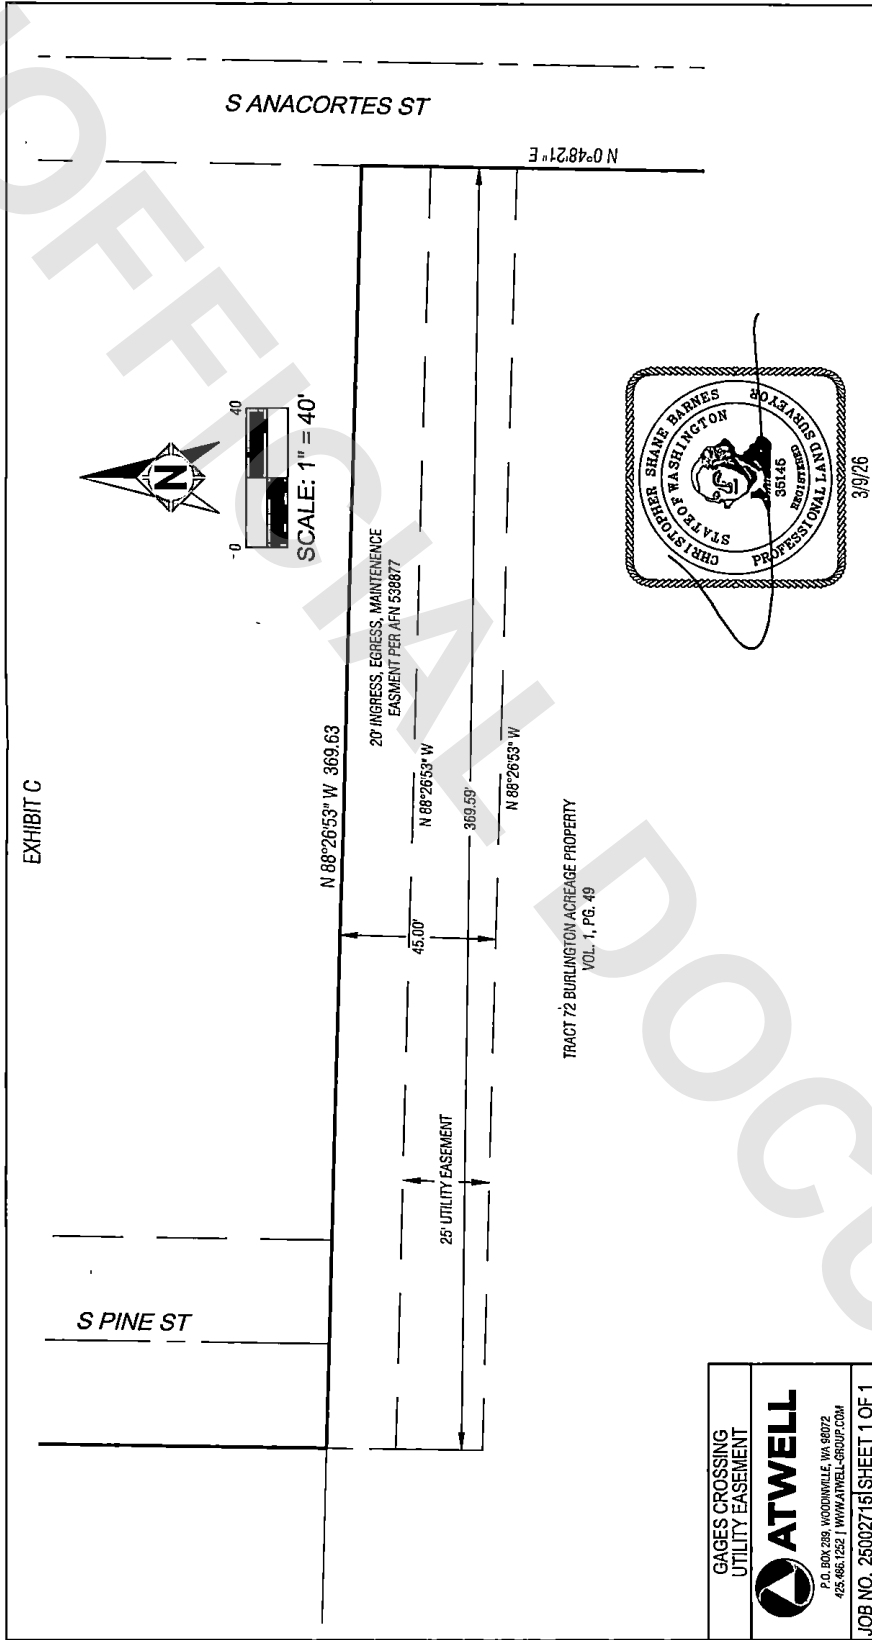 EXHIBIT C
S ANACORTES ST
N 0°48'21" E
N
0 40
SCALE: 1" = 40'
N 88°26'53" W 369.63
20' INGRESS, EGRESS, MAINTENENCE
EASMENT PER AFN 538877
N 88°26'53" W
369.59'
N 88°26'53" W
45.00'
25' UTILITY EASEMENT
TRACT 72 BURLINGTON ACREAGE PROPERTY
VOL. 1, PG. 49
S PINE ST
CHRISTOPHER SHANE BARNES
STATE OF WASHINGTON
35145
REGISTERED
PROFESSIONAL LAND SURVEYOR
3/9/26
GAGES CROSSING
UTILITY EASEMENT
ATWELL
P.O. BOX 289, WOODINVILLE, WA 98072
425.486.1252 | WWW.ATWELL-GROUP.COM
JOB NO. 25002715 SHEET 1 OF 1
OFFICIAL DOCU